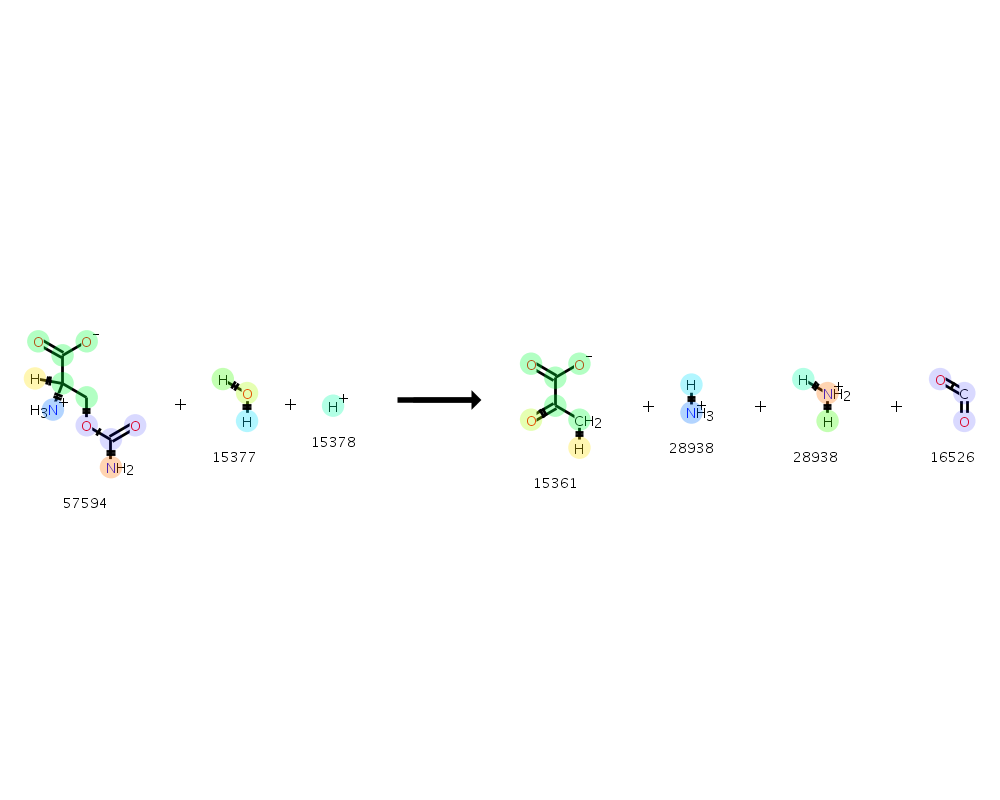 O O⁻
H
H₃N⁺
O O
NH₂
57594
+
H
O
H
15377
+
H⁺
15378
O O⁻
O CH₂
H
15361
+
H
NH₃⁺
28938
+
H
NH₂⁺
H
28938
+
O
C
O
16526